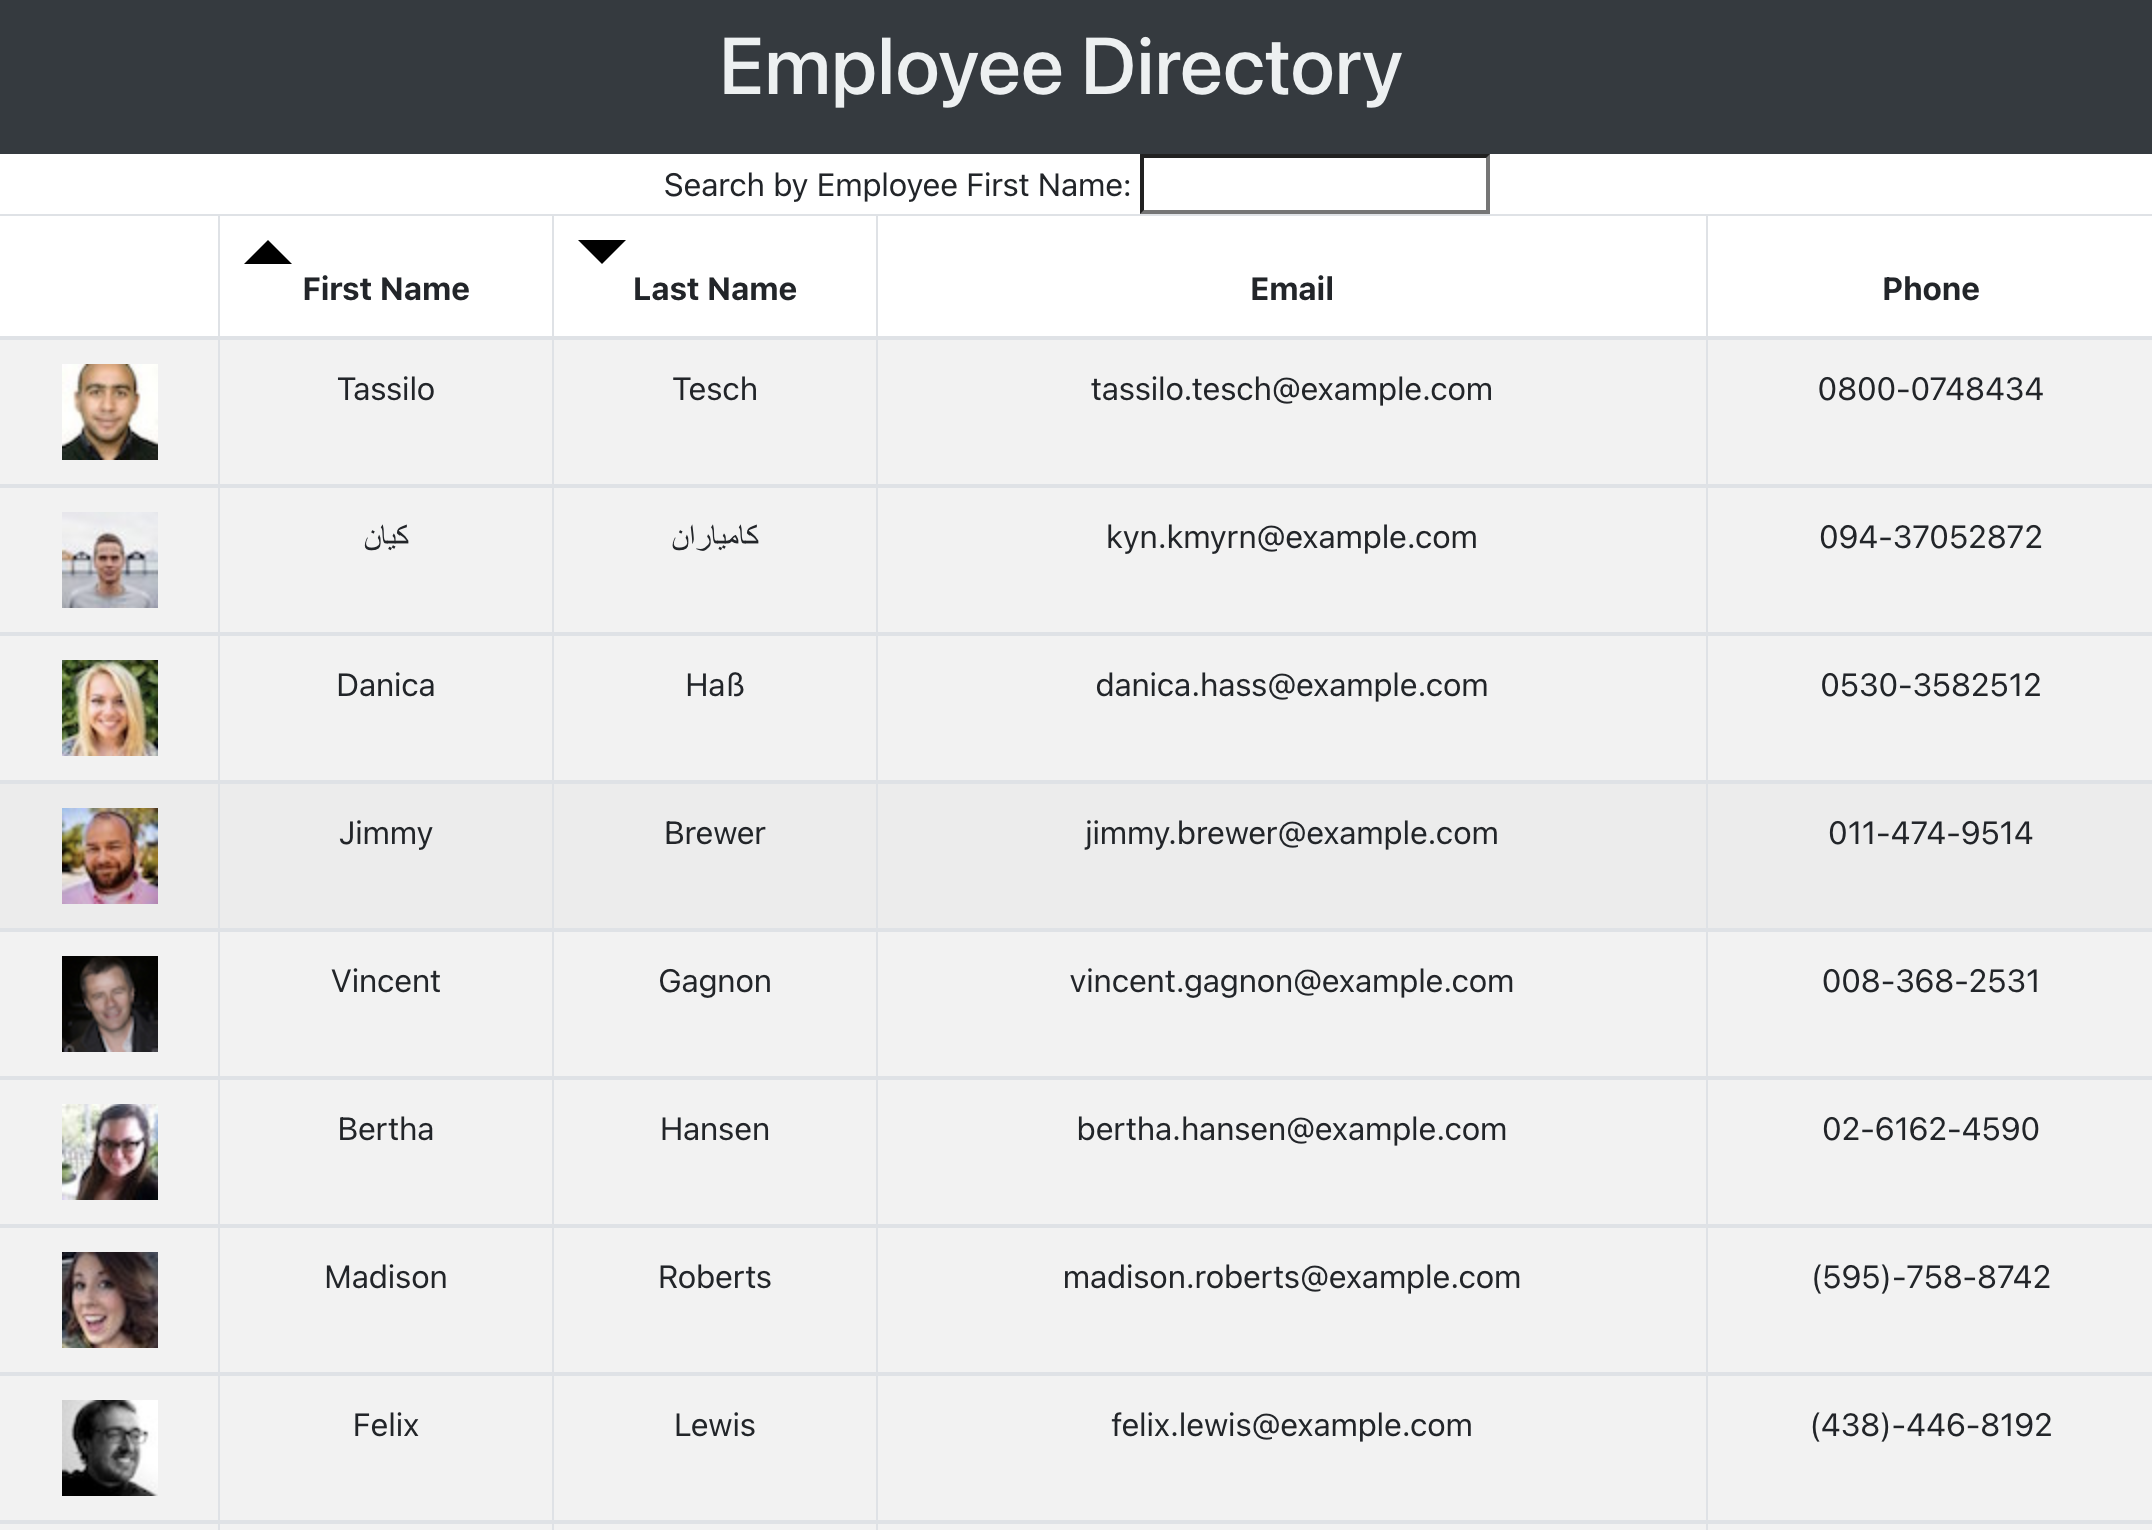 Employee Directory
Search by Employee First Name:
First Name Last Name Email Phone
Tassilo Tesch tassilo.tesch@example.com 0800-0748434
کیان کامیاران kyn.kmyrn@example.com 094-37052872
Danica Haß danica.hass@example.com 0530-3582512
Jimmy Brewer jimmy.brewer@example.com 011-474-9514
Vincent Gagnon vincent.gagnon@example.com 008-368-2531
Bertha Hansen bertha.hansen@example.com 02-6162-4590
Madison Roberts madison.roberts@example.com (595)-758-8742
Felix Lewis felix.lewis@example.com (438)-446-8192